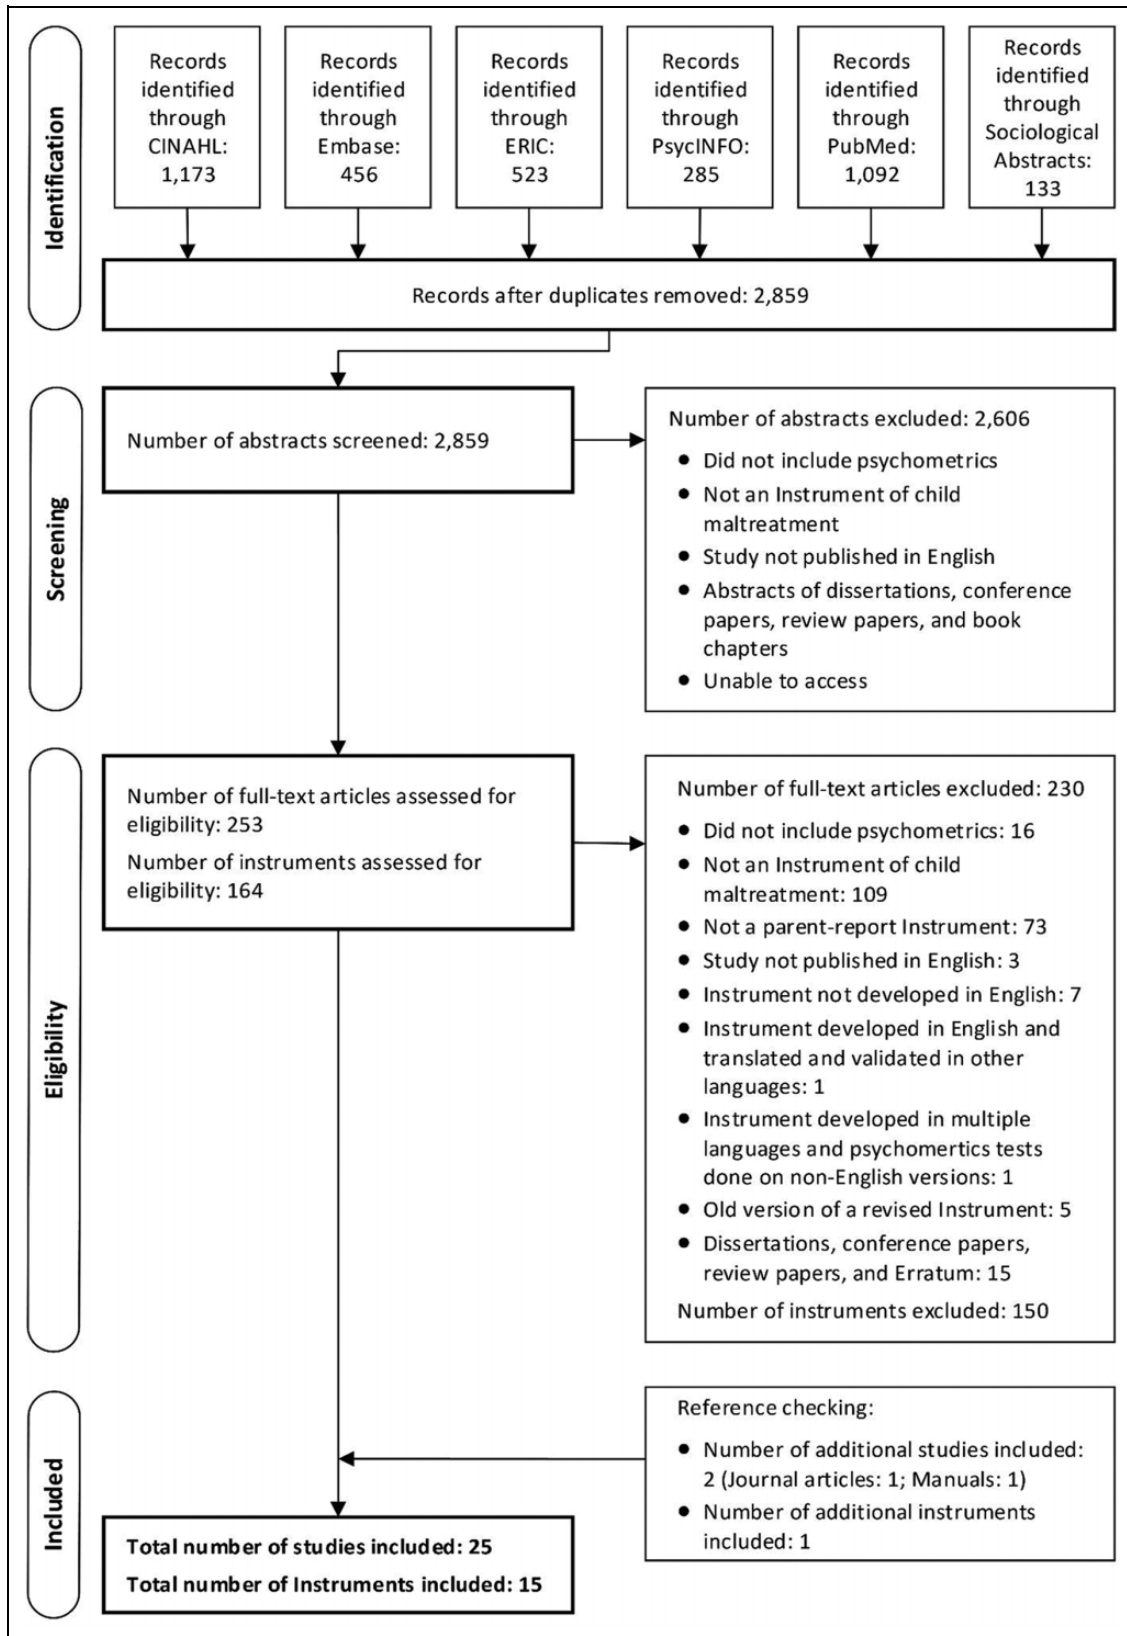 Identification
Records
identified
through
CINAHL:
1,173
Records
identified
through
Embase:
456
Records
identified
through
ERIC:
523
Records
identified
through
PsycINFO:
285
Records
identified
through
PubMed:
1,092
Records
identified
through
Sociological
Abstracts:
133
Records after duplicates removed: 2,859
Screening
Number of abstracts screened: 2,859
Number of abstracts excluded: 2,606
● Did not include psychometrics
● Not an Instrument of child
maltreatment
● Study not published in English
● Abstracts of dissertations, conference
papers, review papers, and book
chapters
● Unable to access
Eligibility
Number of full-text articles assessed for
eligibility: 253
Number of instruments assessed for
eligibility: 164
Number of full-text articles excluded: 230
● Did not include psychometrics: 16
● Not an Instrument of child
maltreatment: 109
● Not a parent-report Instrument: 73
● Study not published in English: 3
● Instrument not developed in English: 7
● Instrument developed in English and
translated and validated in other
languages: 1
● Instrument developed in multiple
languages and psychomertics tests
done on non-English versions: 1
● Old version of a revised Instrument: 5
● Dissertations, conference papers,
review papers, and Erratum: 15
Number of instruments excluded: 150
Included
Reference checking:
● Number of additional studies included:
2 (Journal articles: 1; Manuals: 1)
● Number of additional instruments
included: 1
Total number of studies included: 25
Total number of Instruments included: 15